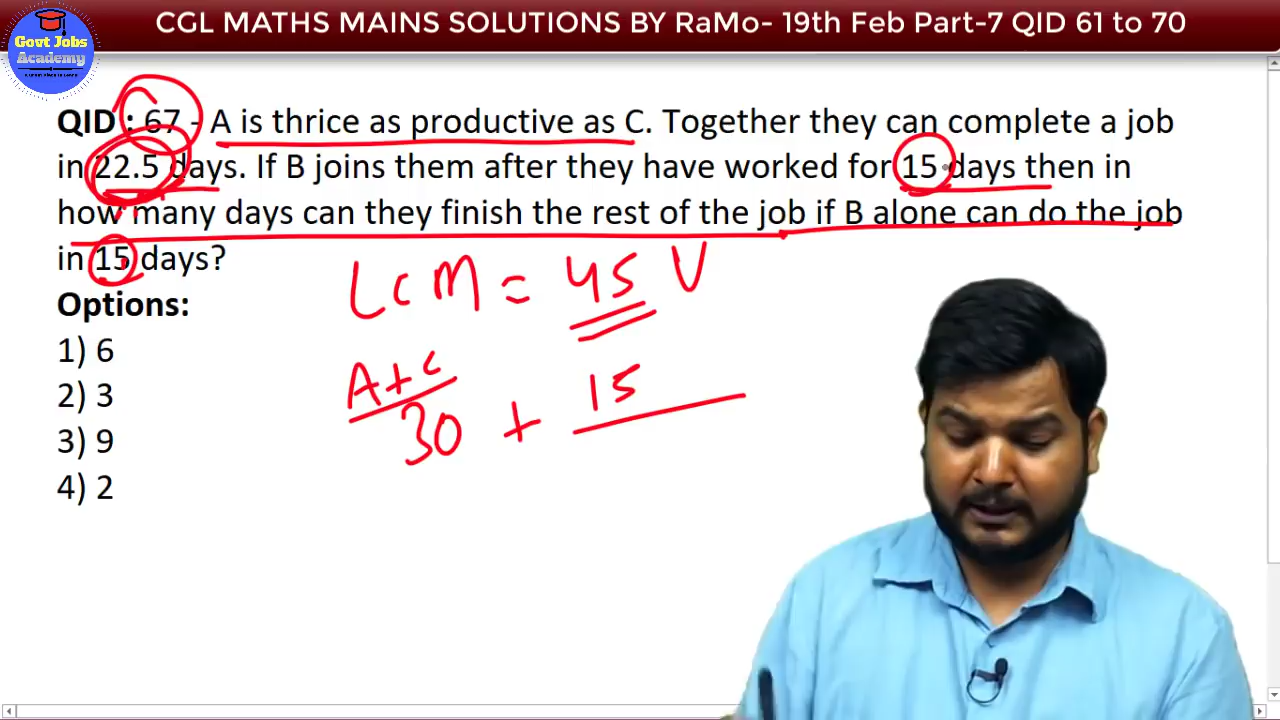 CGL MATHS MAINS SOLUTIONS BY RaMo- 19th Feb Part-7 QID 61 to 70
Govt Jobs
Academy
QID : 67 - A is thrice as productive as C. Together they can complete a job
in 22.5 days. If B joins them after they have worked for 15 days then in
how many days can they finish the rest of the job if B alone can do the job
in 15 days?
LCM = 45 U
Options:
1) 6
A+C
30 + 15
2) 3
3) 9
4) 2